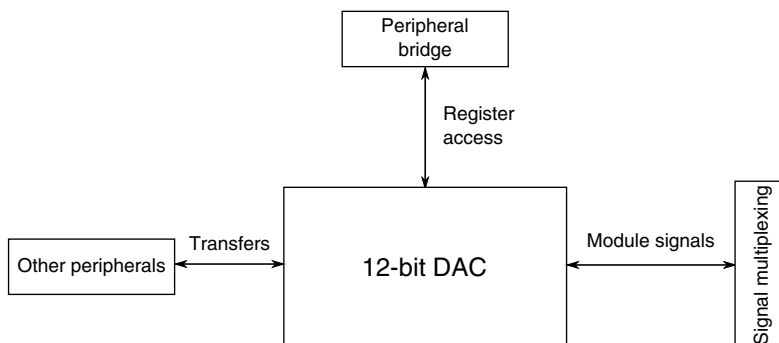 Peripheral
bridge
Register
access
Other peripherals
Transfers
12-bit DAC
Module signals
Signal multiplexing